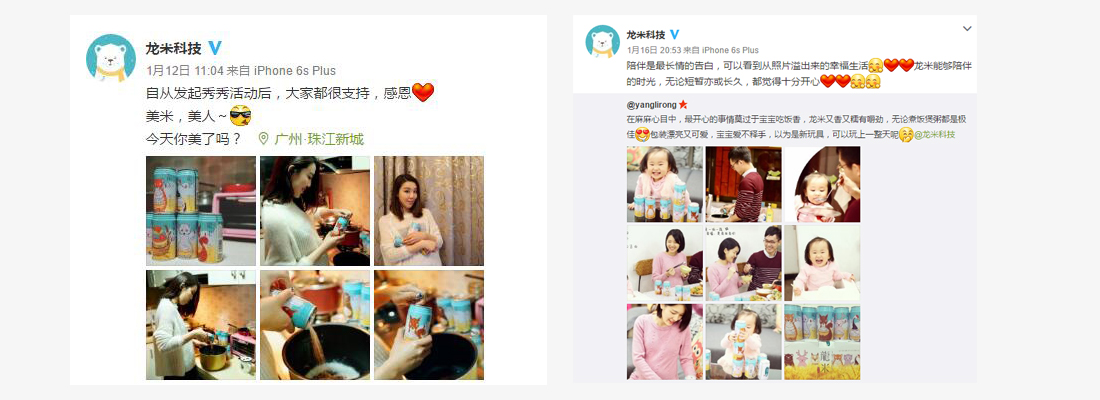 龙米科技
1月12日 11:04 来自 iPhone 6s Plus
自从发起秀秀活动后，大家都很支持，感恩
美米，美人～
今天你美了吗？ 广州·珠江新城
龙米科技
1月16日 20:53 来自 iPhone 6s Plus
陪伴是最长情的告白，可以看到从照片溢出来的幸福生活 龙米能够陪伴
的时光，无论短暂亦或长久，都觉得十分开心
@yanglirong
在麻麻心目中，最开心的事情莫过于宝宝吃饭香，龙米又香又糯有嚼劲，无论煮饭煲粥都是极
佳 包装漂亮又可爱，宝宝爱不释手，以为是新玩具，可以玩上一整天呢 @龙米科技